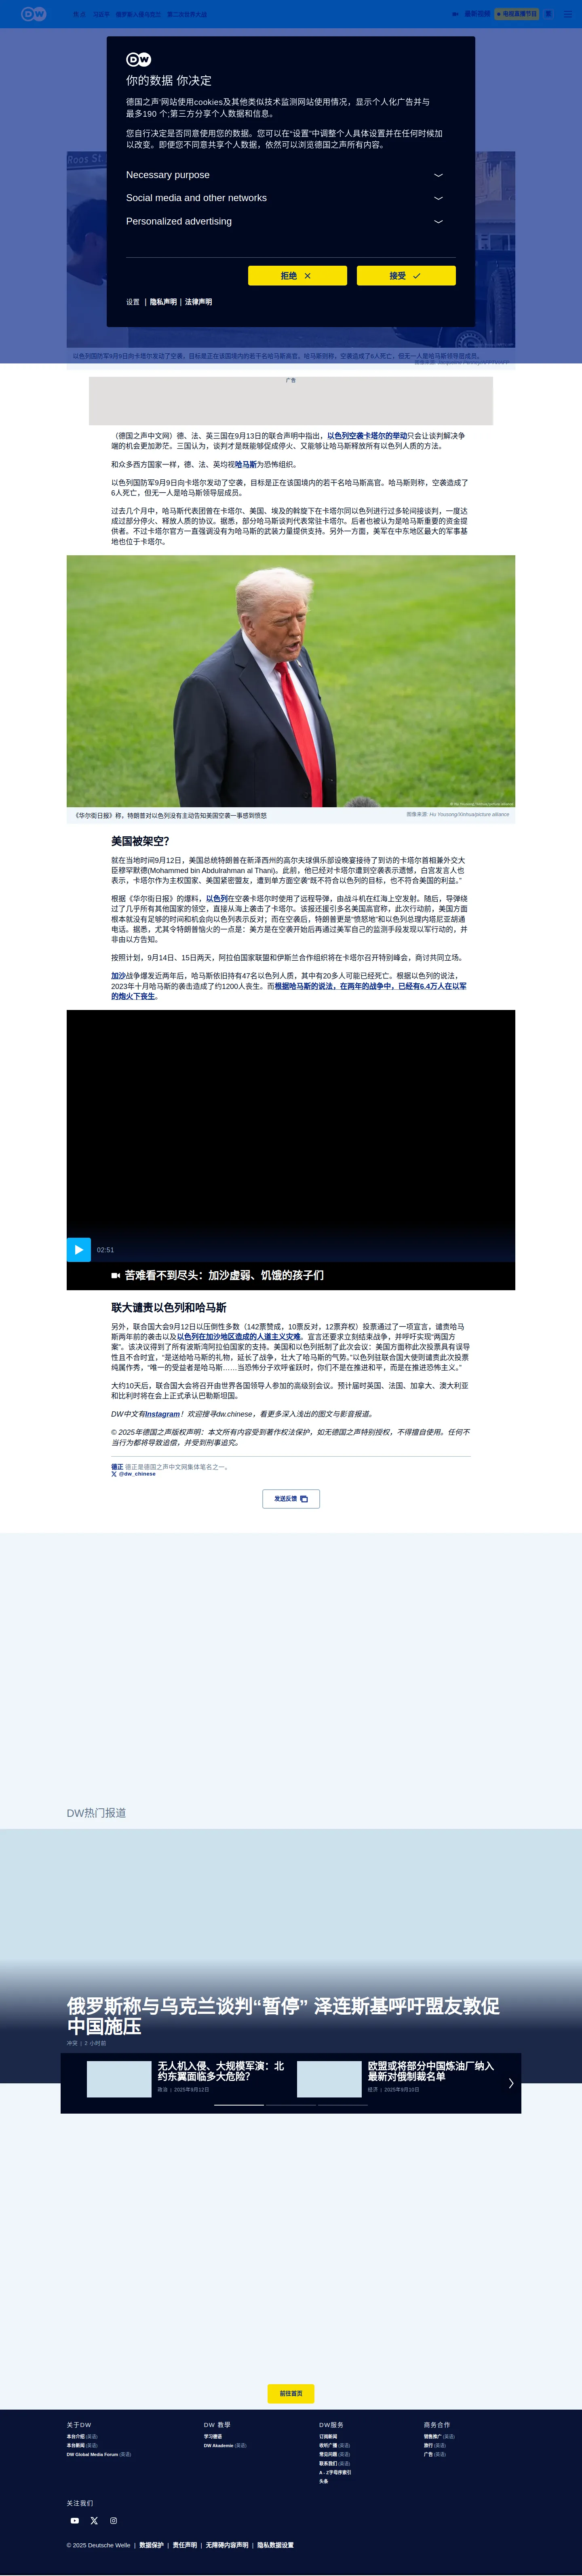 DW
最新视频
电视直播节目
DW
你的数据 你决定
德国之声'网站使用cookies及其他类似技术监测网站使用情况，显示个人化广告并与
最多190 个;第三方分享个人数据和信息。
您自行决定是否同意使用您的数据。您可以在“设置”中调整个人具体设置并在任何时候加
以改变。即便您不同意共享个人数据，依然可以浏览德国之声所有内容。
Necessary purpose
Social media and other networks
Personalized advertising
拒绝
接受
设置 | 隐私声明 | 法律声明
以色列国防军9月9日向卡塔尔发动了空袭，目标是正在该国境内的若干名哈马斯高官。哈马斯则称，空袭造成了6人死亡，但无一人是哈马斯领导层成员。
广告
（德国之声中文网）德、法、英三国在9月13日的联合声明中指出，以色列空袭卡塔尔的举动只会让谈判解决争
端的机会更加渺茫。三国认为，谈判才是既能够促成停火、又能够让哈马斯释放所有以色列人质的方法。
和众多西方国家一样，德、法、英均视哈马斯为恐怖组织。
以色列国防军9月9日向卡塔尔发动了空袭，目标是正在该国境内的若干名哈马斯高官。哈马斯则称，空袭造成了
6人死亡，但无一人是哈马斯领导层成员。
过去几个月中，哈马斯代表团曾在卡塔尔、美国、埃及的斡旋下在卡塔尔同以色列进行过多轮间接谈判，一度达
成过部分停火、释放人质的协议。据悉，部分哈马斯谈判代表常驻卡塔尔。后者也被认为是哈马斯重要的资金提
供者。不过卡塔尔官方一直强调没有为哈马斯的武装力量提供支持。另外一方面，美军在中东地区最大的军事基
地也位于卡塔尔。
《华尔街日报》称，特朗普对以色列没有主动告知美国空袭一事感到愤怒
图像来源: Hu Yousong/Xinhua/picture alliance
美国被架空？
就在当地时间9月12日，美国总统特朗普在新泽西州的高尔夫球俱乐部设晚宴接待了到访的卡塔尔首相兼外交大
臣穆罕默德(Mohammed bin Abdulrahman al Thani)。此前，他已经对卡塔尔遭到空袭表示遗憾，白宫发言人也
表示，卡塔尔作为主权国家、美国紧密盟友，遭到单方面空袭“既不符合以色列的目标，也不符合美国的利益。”
根据《华尔街日报》的爆料，以色列在空袭卡塔尔时使用了远程导弹，由战斗机在红海上空发射。随后，导弹绕
过了几乎所有其他国家的领空，直接从海上袭击了卡塔尔。该报还援引多名美国高官称，此次行动前，美国方面
根本就没有足够的时间和机会向以色列表示反对；而在空袭后，特朗普更是“愤怒地”和以色列总理内塔尼亚胡通
电话。据悉，尤其令特朗普恼火的一点是：美方是在空袭开始后再通过美军自己的监测手段发现以军行动的，并
非由以方告知。
按照计划，9月14日、15日两天，阿拉伯国家联盟和伊斯兰合作组织将在卡塔尔召开特别峰会，商讨共同立场。
加沙战争爆发近两年后，哈马斯依旧持有47名以色列人质，其中有20多人可能已经死亡。根据以色列的说法，
2023年十月哈马斯的袭击造成了约1200人丧生。而根据哈马斯的说法，在两年的战争中，已经有6.4万人在以军
的炮火下丧生。
02:51
苦难看不到尽头：加沙虚弱、饥饿的孩子们
联大谴责以色列和哈马斯
另外，联合国大会9月12日以压倒性多数（142票赞成，10票反对，12票弃权）投票通过了一项宣言，谴责哈马
斯两年前的袭击以及以色列在加沙地区造成的人道主义灾难。宣言还要求立刻结束战争，并呼吁实现“两国方
案”。该决议得到了所有波斯湾阿拉伯国家的支持。美国和以色列抵制了此次会议：美国方面称此次投票具有误导
性且不合时宜，“是送给哈马斯的礼物，延长了战争，壮大了哈马斯的气势。”以色列驻联合国大使则谴责此次投票
纯属作秀，“唯一的受益者是哈马斯……当恐怖分子欢呼雀跃时，你们不是在推进和平，而是在推进恐怖主义。”
大约10天后，联合国大会将召开由世界各国领导人参加的高级别会议。预计届时英国、法国、加拿大、澳大利亚
和比利时将在会上正式承认巴勒斯坦国。
DW中文有Instagram！欢迎搜寻dw.chinese，看更多深入浅出的图文与影音报道。
© 2025年德国之声版权声明：本文所有内容受到著作权法保护，如无德国之声特别授权，不得擅自使用。任何不
当行为都将导致追偿，并受到刑事追究。
德正 德正是德国之声中文网集体笔名之一。
@dw_chinese
发送反馈
DW热门报道
俄罗斯称与乌克兰谈判“暂停” 泽连斯基呼吁盟友敦促
中国施压
冲突 | 2 小时前
无人机入侵、大规模军演：北
约东翼面临多大危险？
政治 | 2025年9月12日
欧盟或将部分中国炼油厂纳入
最新对俄制裁名单
经济 | 2025年9月10日
前往首页
关于DW
本台介绍 (英语)
本台新闻 (英语)
DW Global Media Forum (英语)
DW 教學
学习德语
DW Akademie (英语)
DW服务
订阅新闻
收听广播 (英语)
常见问题 (英语)
联系我们 (英语)
A - Z字母序索引
头条
商务合作
销售推广 (英语)
旅行 (英语)
广告 (英语)
关注我们
© 2025 Deutsche Welle | 数据保护 | 责任声明 | 无障碍内容声明 | 隐私数据设置